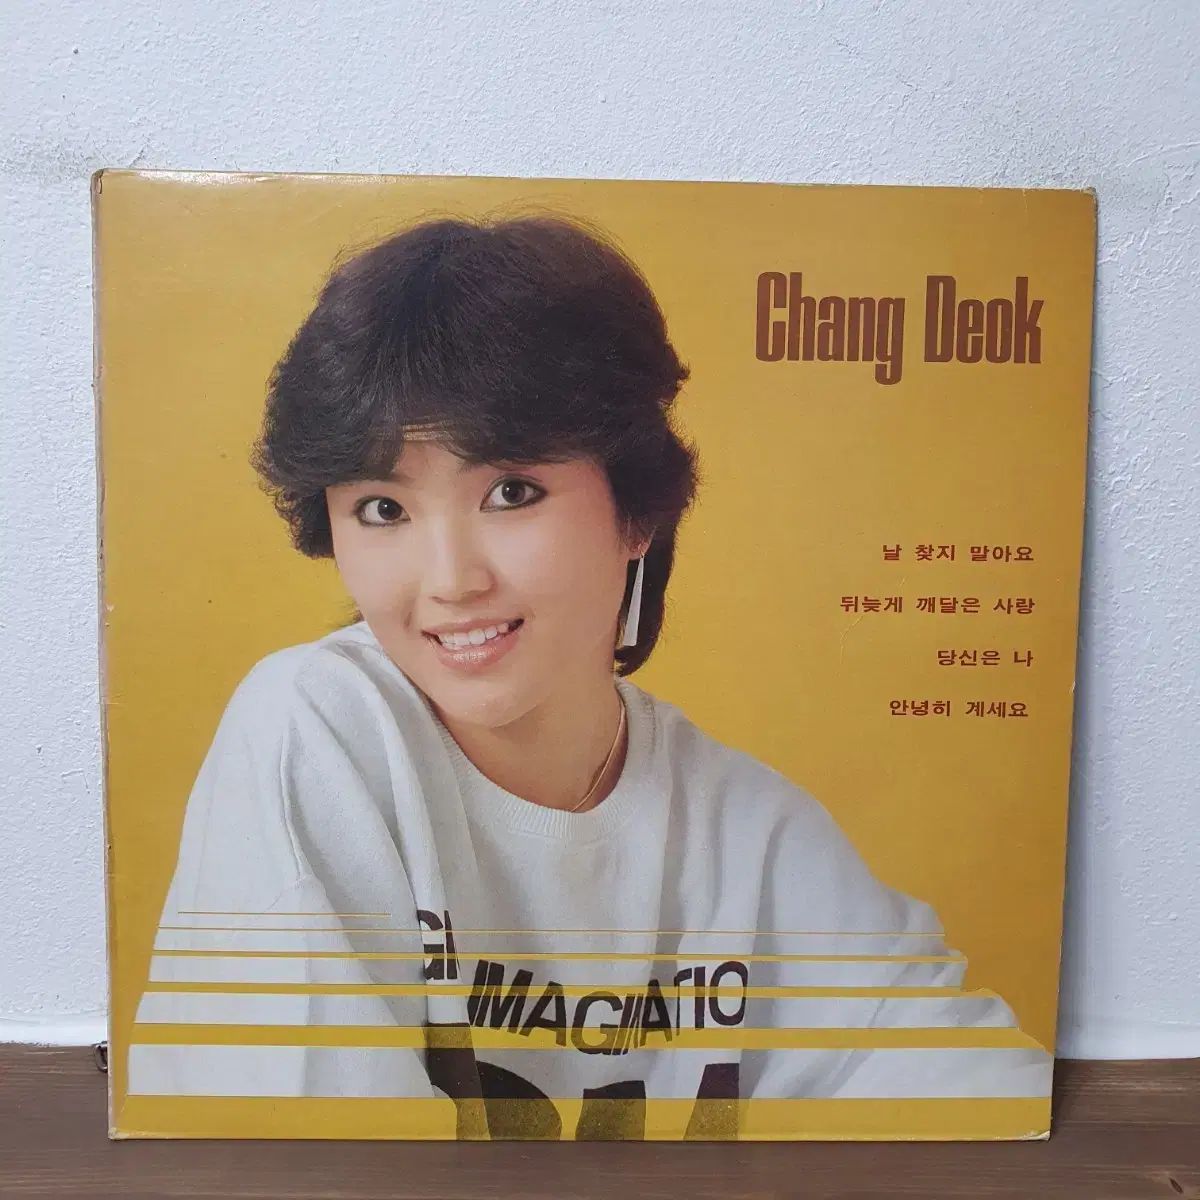 Chang Deok
날 찾지 말아요
뒤늦게 깨달은 사랑
당신은 나
안녕히 계세요
GI
IMAGINATIO